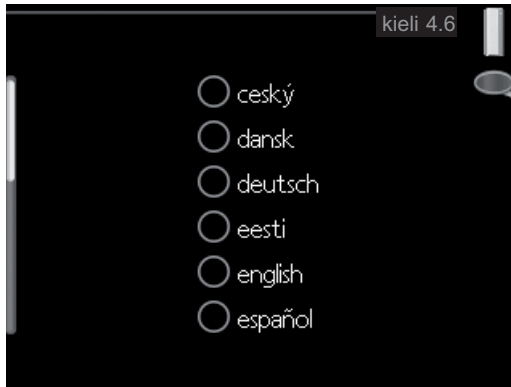 kieli 4.6
ceský
dansk
deutsch
eesti
english
español